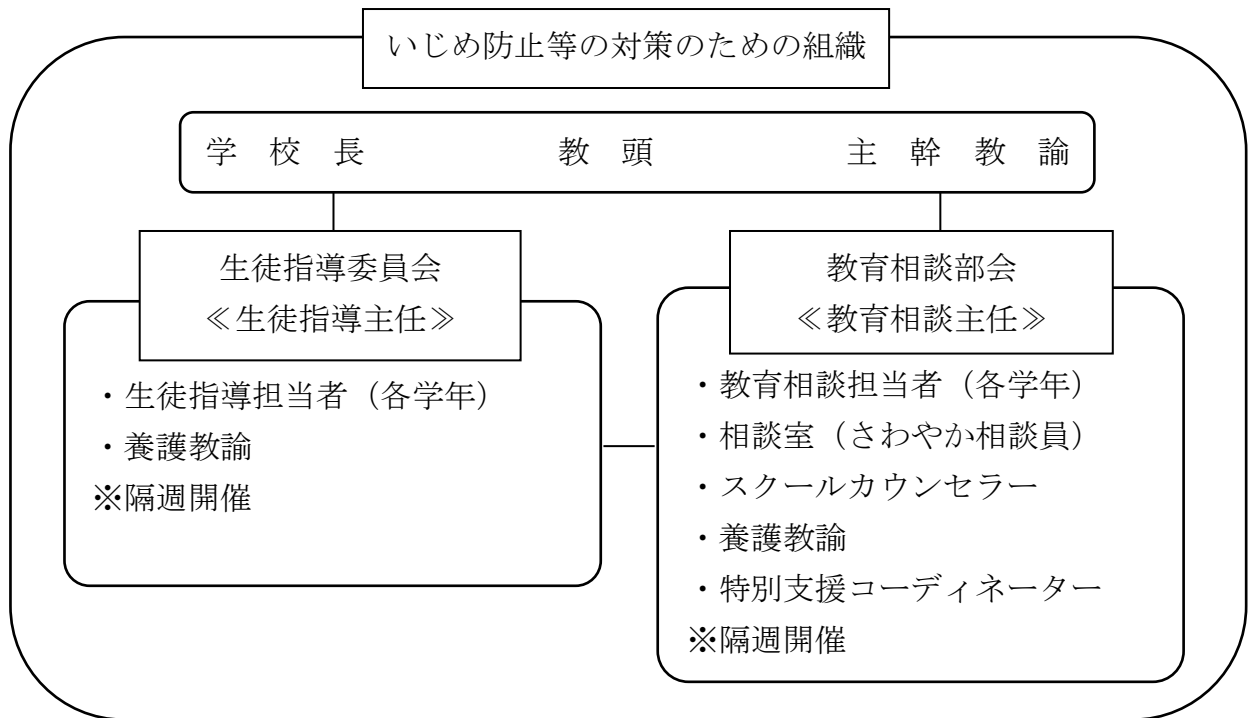 いじめ防止等の対策のための組織
学 校 長 教 頭 主 幹 教 諭
生徒指導委員会
≪生徒指導主任≫
・生徒指導担当者（各学年）
・養護教諭
※隔週開催
教育相談部会
≪教育相談主任≫
・教育相談担当者（各学年）
・相談室（さわやか相談員）
・スクールカウンセラー
・養護教諭
・特別支援コーディネーター
※隔週開催